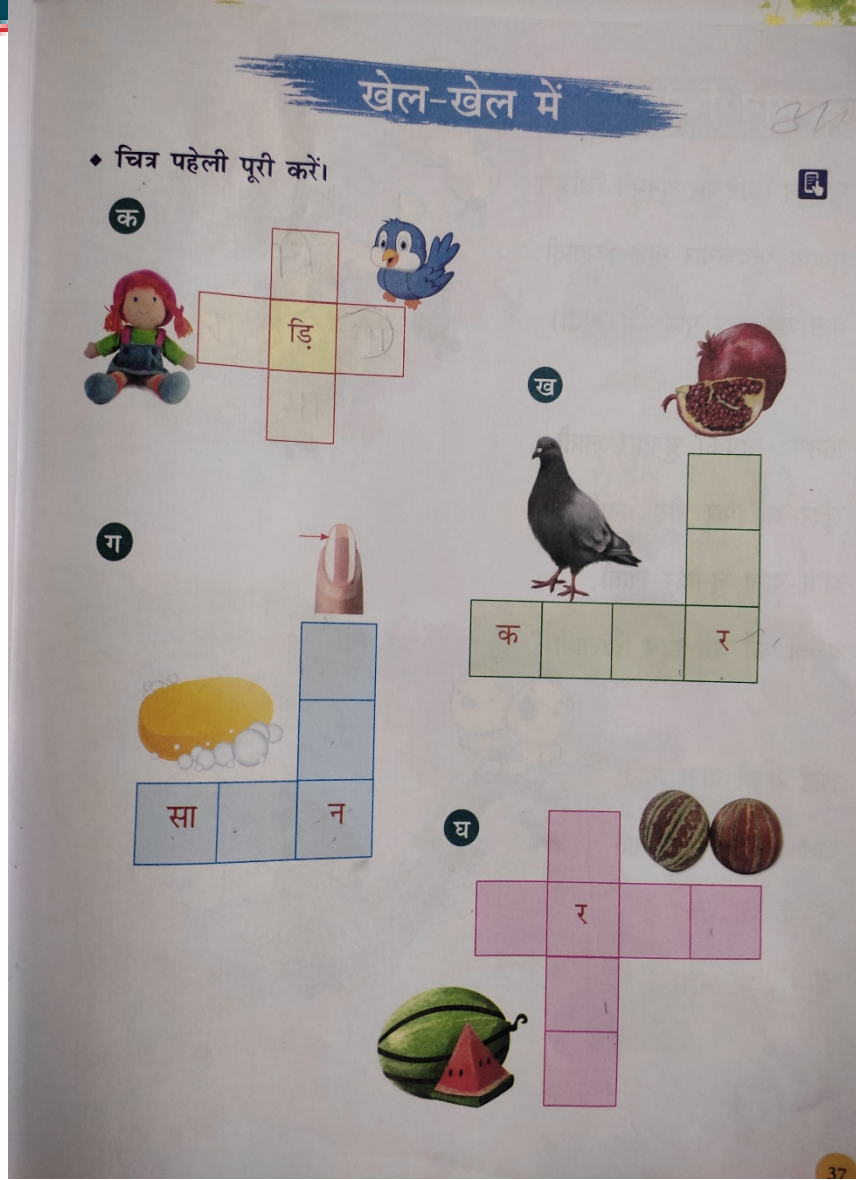 खेल-खेल में
◆ चित्र पहेली पूरी करें।
क
ड़ि
ख
क र
ग
सा न
घ
र
37